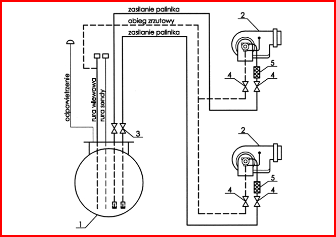 zasilanie palnika
obieg zrzutowy
zasilanie palnika
odpowietrzenie
rura wlewowa
rura sondy
2
5
4
4
3
2
5
4
4
1